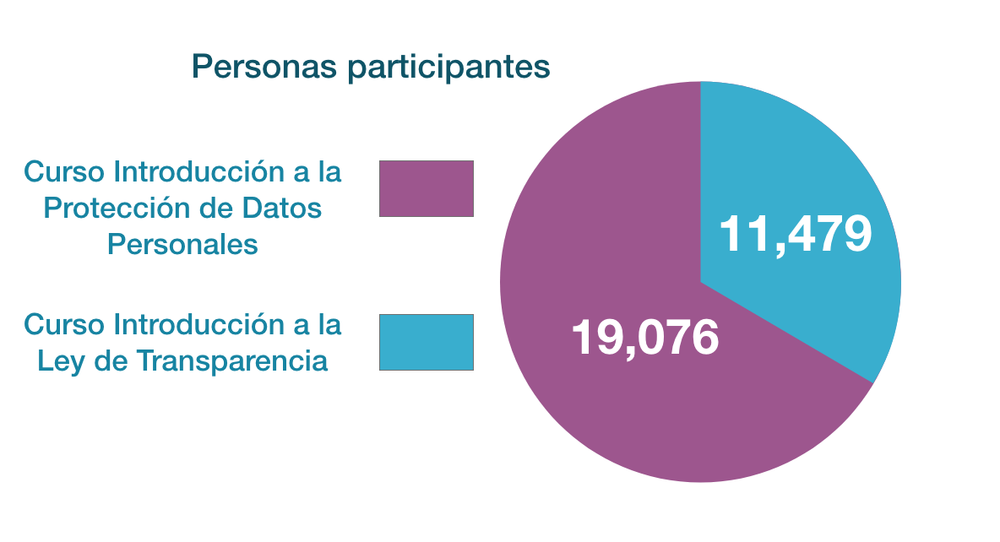 Personas participantes
Curso Introducción a la
Protección de Datos
Personales
Curso Introducción a la
Ley de Transparencia
11,479
19,076